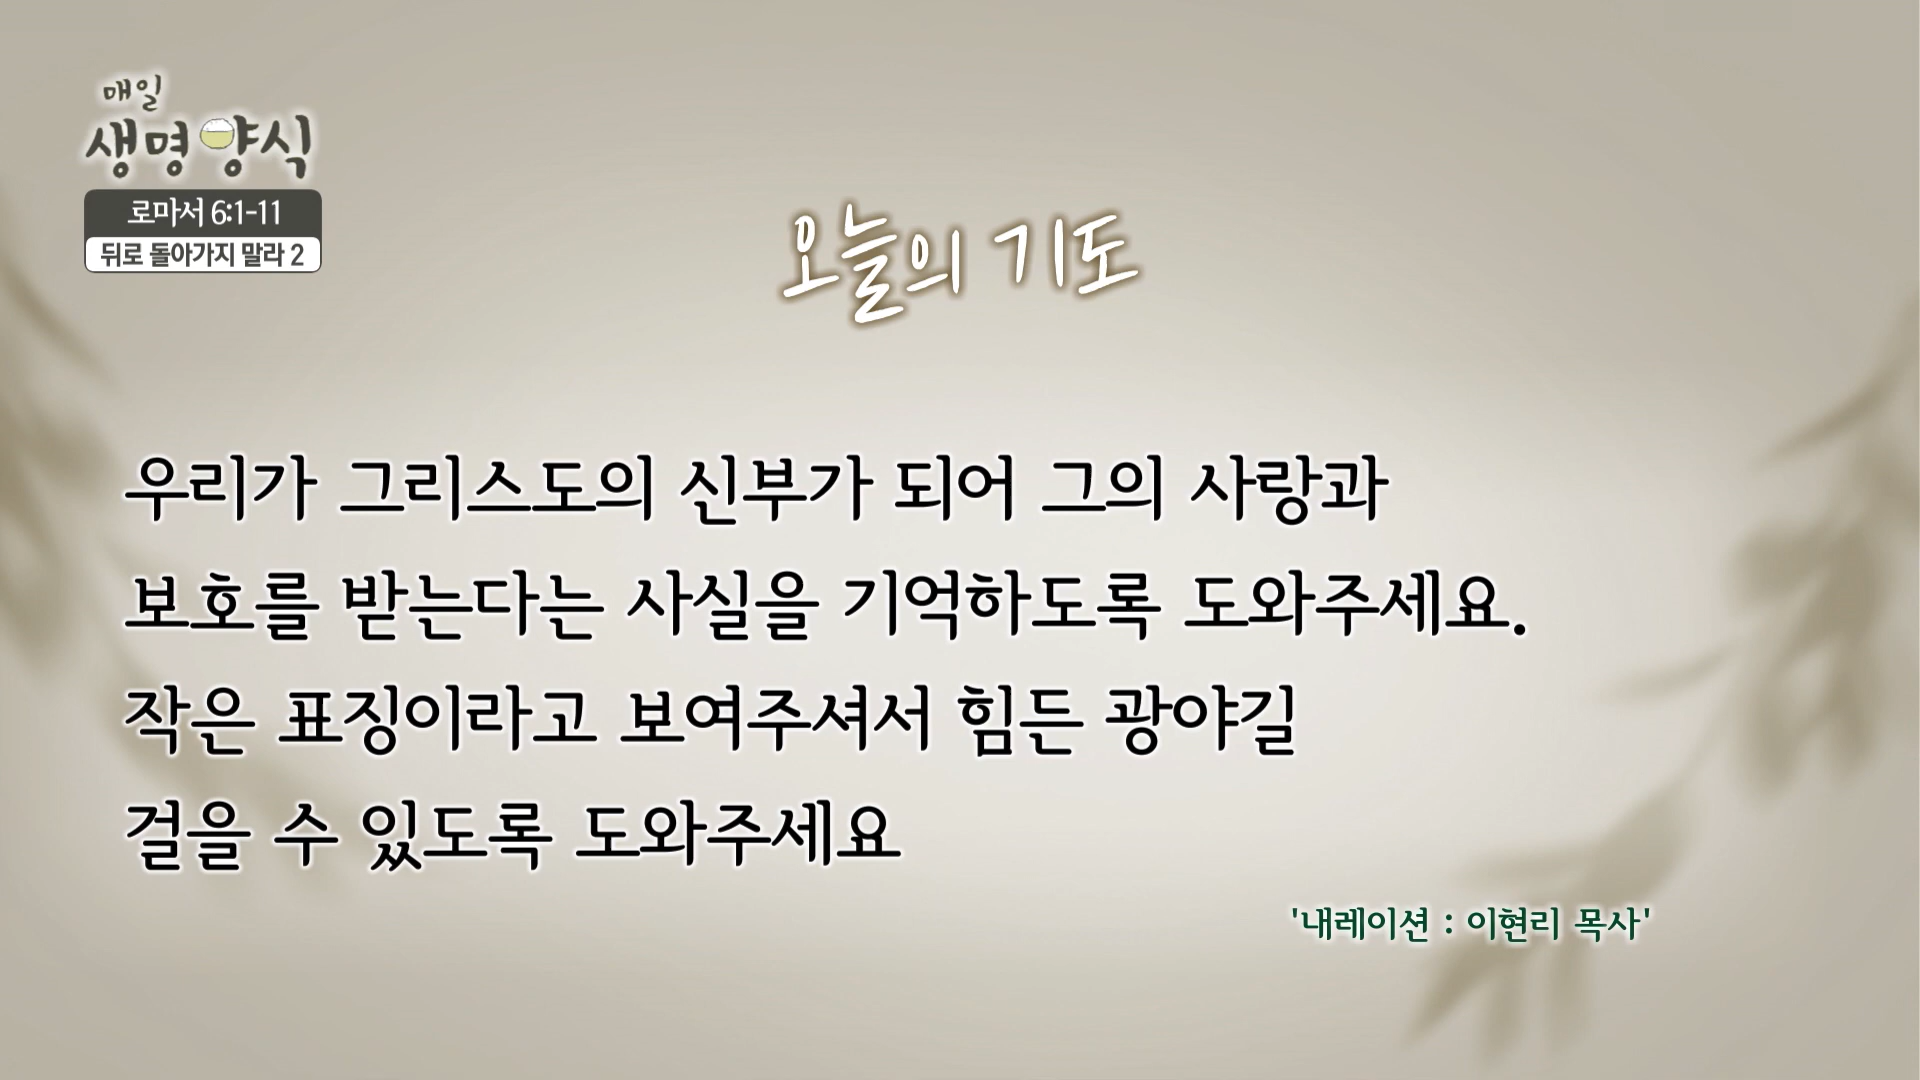 매일
생명양식
로마서 6:1-11
뒤로 돌아가지 말라 2
오늘의 기도
우리가 그리스도의 신부가 되어 그의 사랑과
보호를 받는다는 사실을 기억하도록 도와주세요.
작은 표징이라고 보여주셔서 힘든 광야길
걸을 수 있도록 도와주세요
'내레이션 : 이현리 목사'